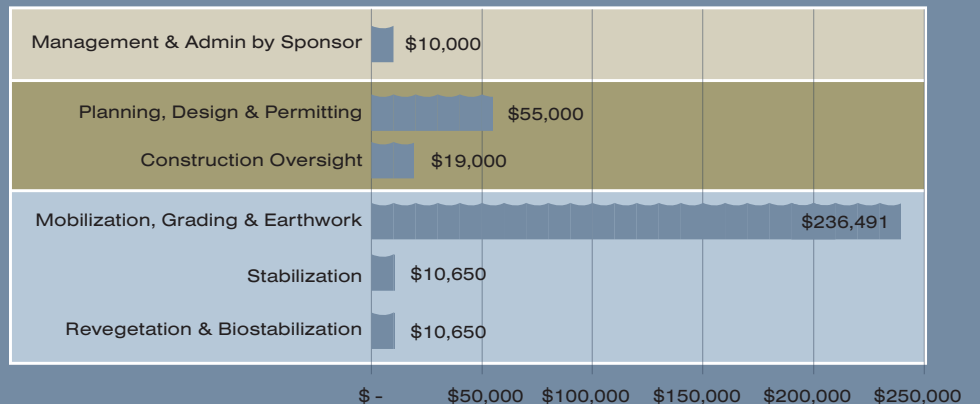 Management & Admin by Sponsor $10,000
Planning, Design & Permitting $55,000
Construction Oversight $19,000
Mobilization, Grading & Earthwork $236,491
Stabilization $10,650
Revegetation & Biostabilization $10,650
$ - $50,000 $100,000 $150,000 $200,000 $250,000